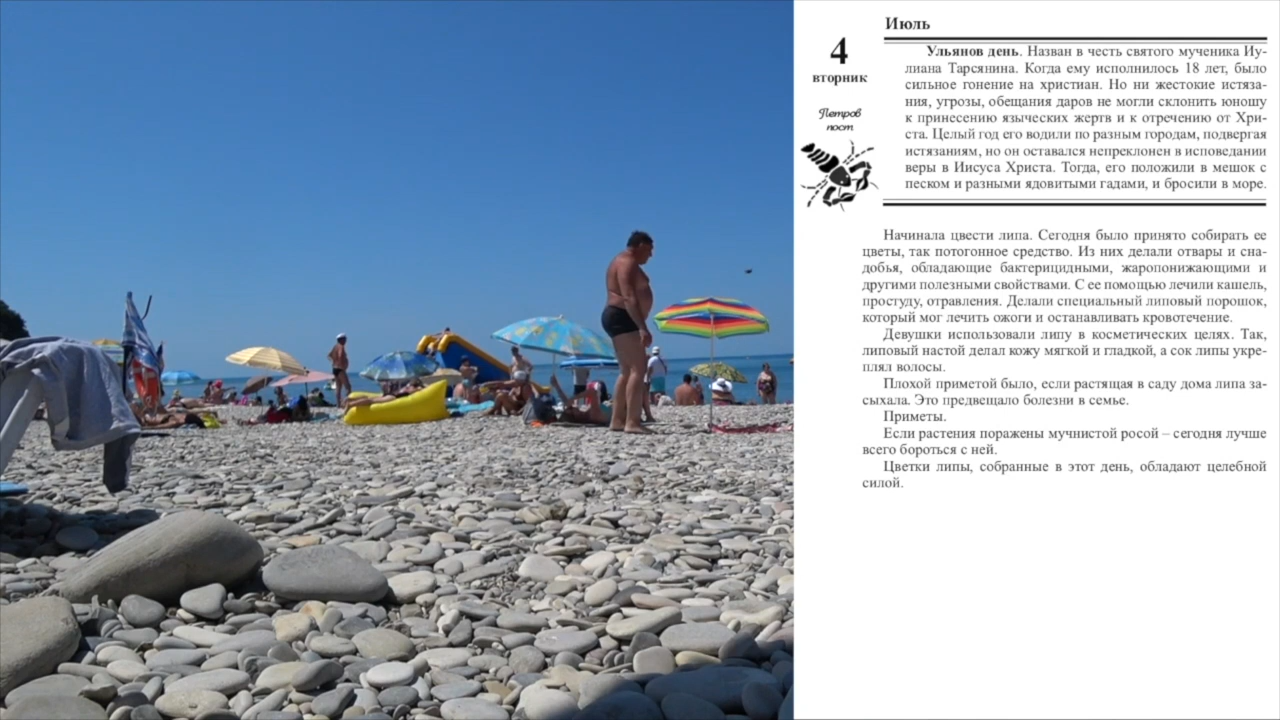 Июль
4
вторник
Петров
пост
Ульянов день. Назван в честь святого мученика Иу-
лиана Тарсянина. Когда ему исполнилось 18 лет, было
сильное гонение на христиан. Но ни жестокие истяза-
ния, угрозы, обещания даров не могли склонить юношу
к принесению языческих жертв и к отречению от Хри-
ста. Целый год его водили по разным городам, подвергая
истязаниям, но он оставался непреклонен в исповедании
веры в Иисуса Христа. Тогда, его положили в мешок с
песком и разными ядовитыми гадами, и бросили в море.
Начинала цвести липа. Сегодня было принято собирать ее
цветы, так потогонное средство. Из них делали отвары и сна-
добья, обладающие бактерицидными, жаропонижающими и
другими полезными свойствами. С ее помощью лечили кашель,
простуду, отравления. Делали специальный липовый порошок,
который мог лечить ожоги и останавливать кровотечение.
Девушки использовали липу в косметических целях. Так,
липовый настой делал кожу мягкой и гладкой, а сок липы укре-
плял волосы.
Плохой приметой было, если растящая в саду дома липа за-
сыхала. Это предвещало болезни в семье.
Приметы.
Если растения поражены мучнистой росой – сегодня лучше
всего бороться с ней.
Цветки липы, собранные в этот день, обладают целебной
силой.